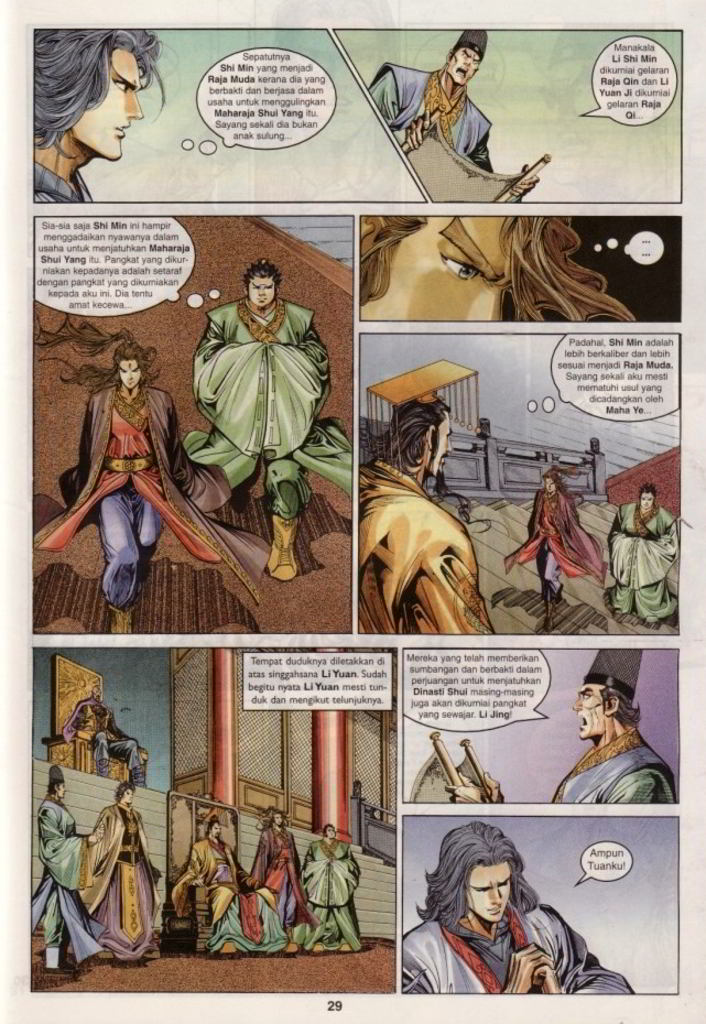 Sepatutnya
Shi Min yang menjadi
Raja Muda kerana dia yang
berbakti dan berjasa dalam
usaha untuk menggulingkan
Maharaja Shui Yang itu.
Sayang sekali dia bukan
anak sulung...
Manakala
Li Shi Min
dikurniai gelaran
Raja Qin dan Li
Yuan Ji dikurniai
gelaran Raja
Qi...
Sia-sia saja Shi Min ini hampir
menggadaikan nyawanya dalam
usaha untuk menjatuhkan Maharaja
Shui Yang itu. Pangkat yang dikur-
niakan kepadanya adalah setaraf
dengan pangkat yang dikurniakan
kepada aku ini. Dia tentu
amat kecewa...
...
...
Padahal, Shi Min adalah
lebih berkaliber dan lebih
sesuai menjadi Raja Muda.
Sayang sekali aku mesti
mematuhi usul yang
dicadangkan oleh
Maha Ye...
Tempat duduknya diletakkan di
atas singgahsana Li Yuan. Sudah
begitu nyata Li Yuan mesti tun-
duk dan mengikut telunjuknya.
Mereka yang telah memberikan
sumbangan dan berbakti dalam
perjuangan untuk menjatuhkan
Dinasti Shui masing-masing
juga akan dikurniai pangkat
yang sewajar. Li Jing!
Ampun
Tuanku!
29